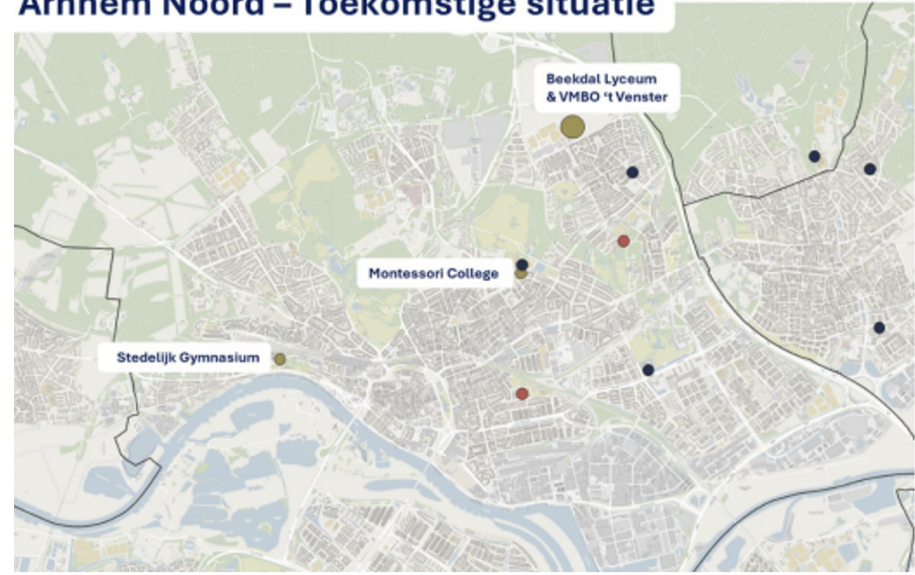 Arnhem Noord – Toekomstige situatie
Beekdal Lyceum
& VMBO ‘t Venster
Montessori College
Stedelijk Gymnasium